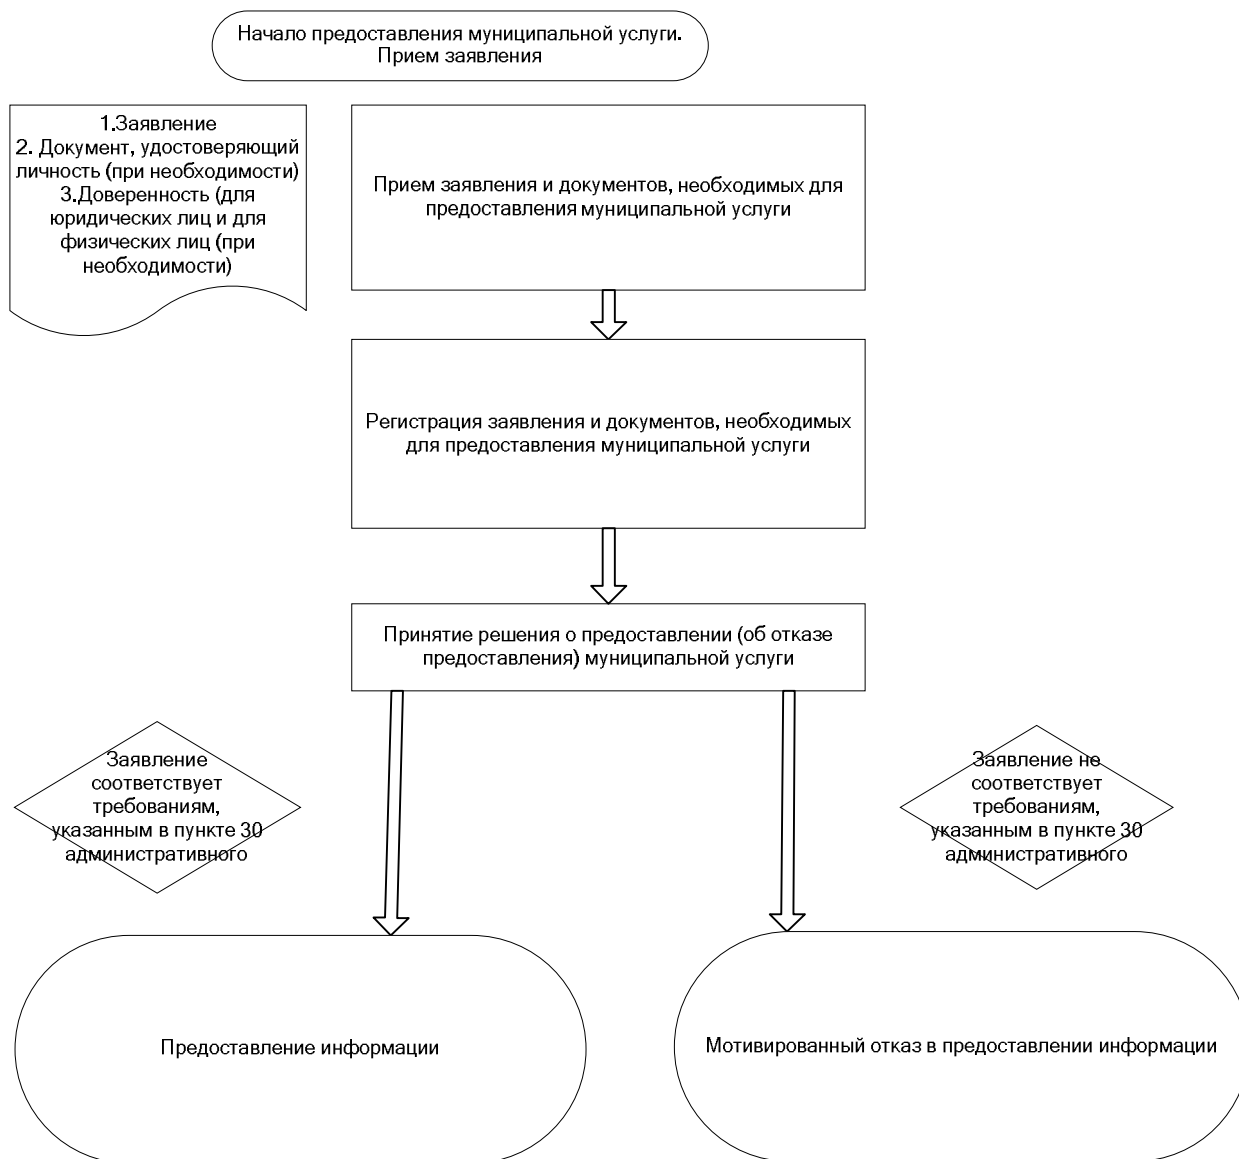 Начало предоставления муниципальной услуги.
Прием заявления
1.Заявление
2. Документ, удостоверяющий
личность (при необходимости)
3.Доверенность (для
юридических лиц и для
физических лиц (при
необходимости)
Прием заявления и документов, необходимых для
предоставления муниципальной услуги
Регистрация заявления и документов, необходимых
для предоставления муниципальной услуги
Принятие решения о предоставлении (об отказе
предоставления) муниципальной услуги
Заявление
соответствует
требованиям,
указанным в пункте 30
административного
Заявление не
соответствует
требованиям,
указанным в пункте 30
административного
Предоставление информации
Мотивированный отказ в предоставлении информации